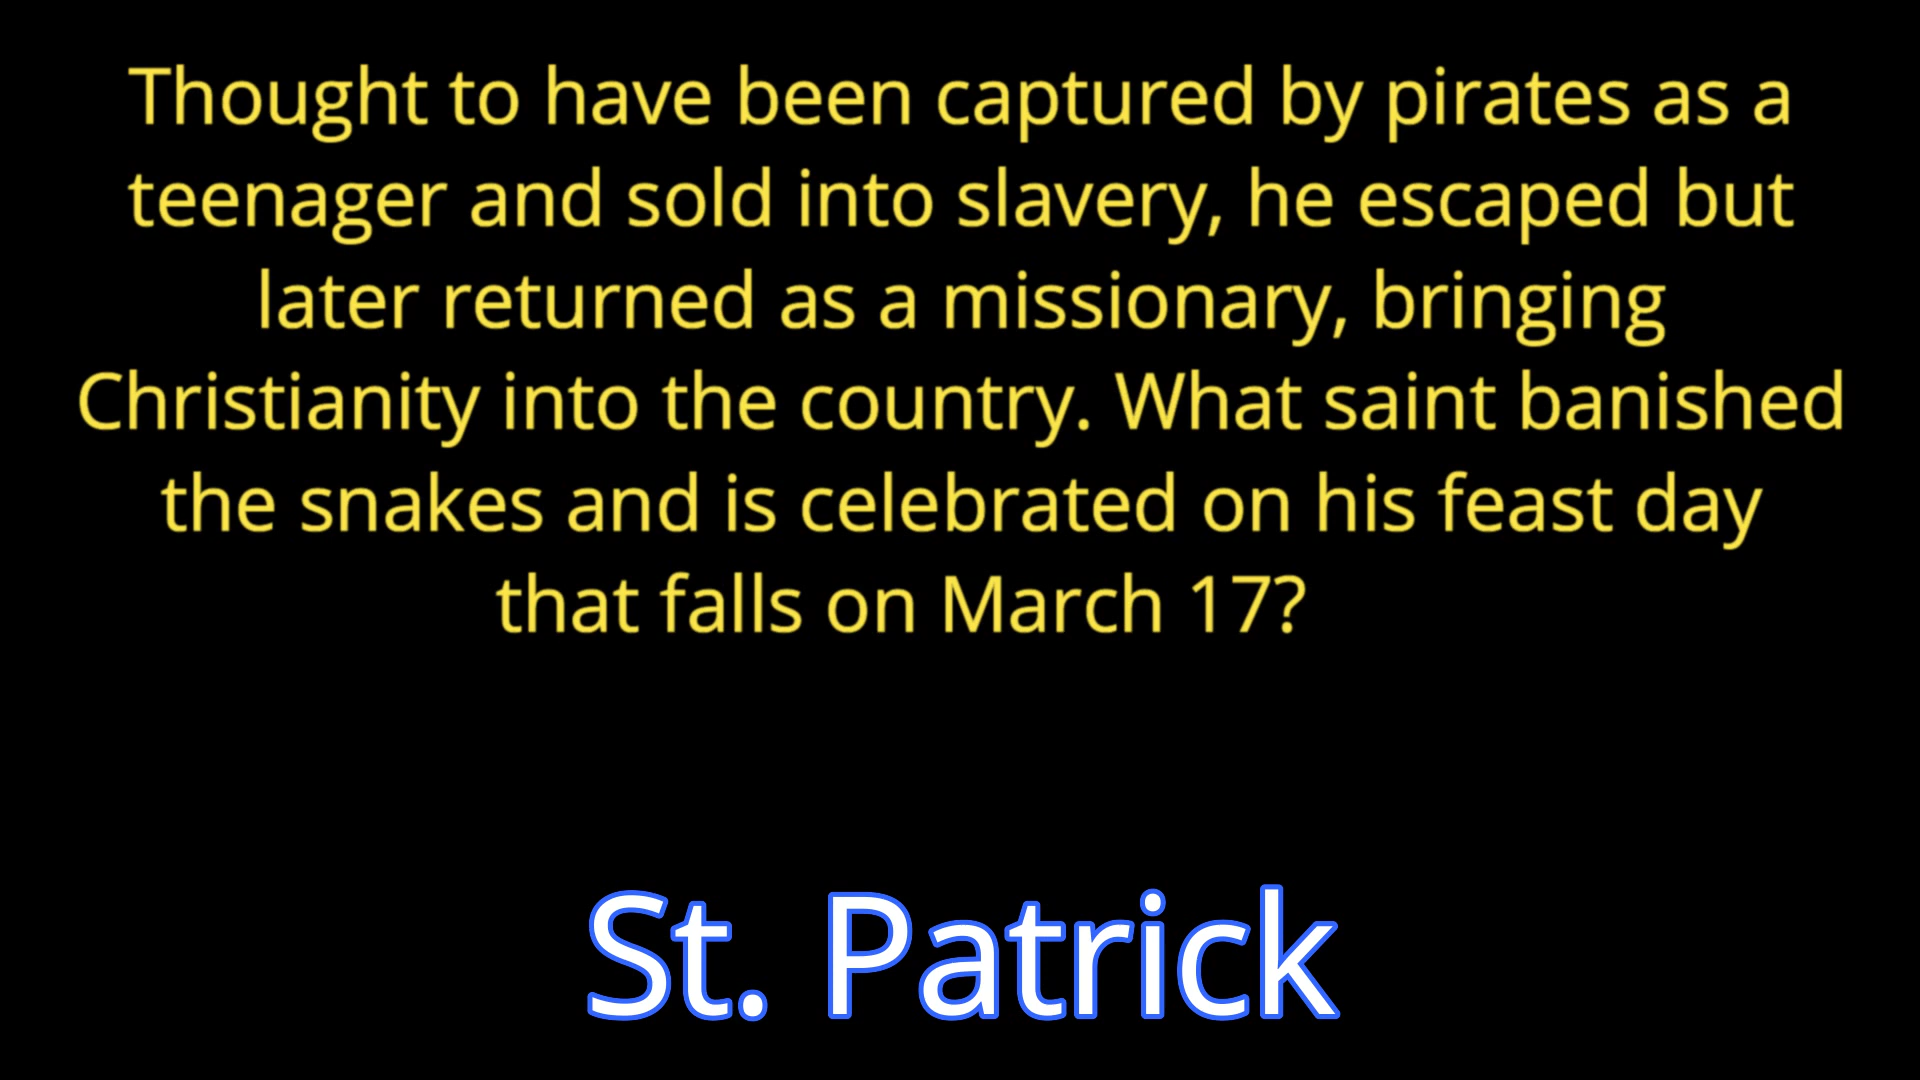 Thought to have been captured by pirates as a
teenager and sold into slavery, he escaped but
later returned as a missionary, bringing
Christianity into the country. What saint banished
the snakes and is celebrated on his feast day
that falls on March 17?
St. Patrick